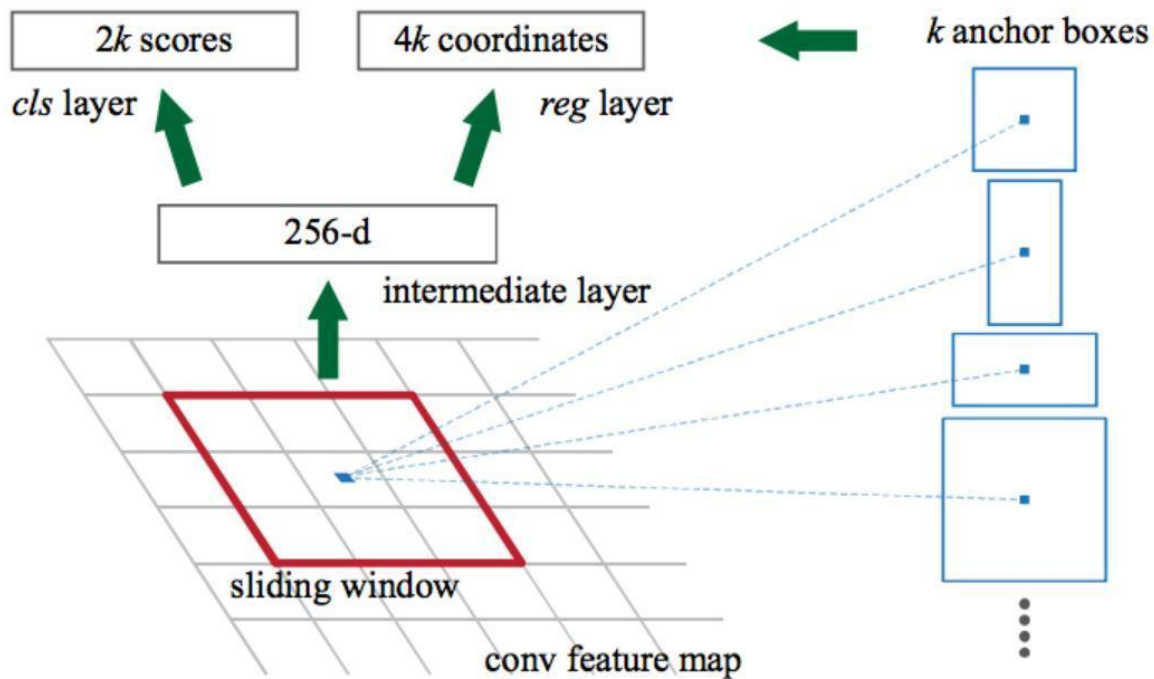 2k scores
4k coordinates
k anchor boxes
cls layer
reg layer
256-d
intermediate layer
sliding window
conv feature map